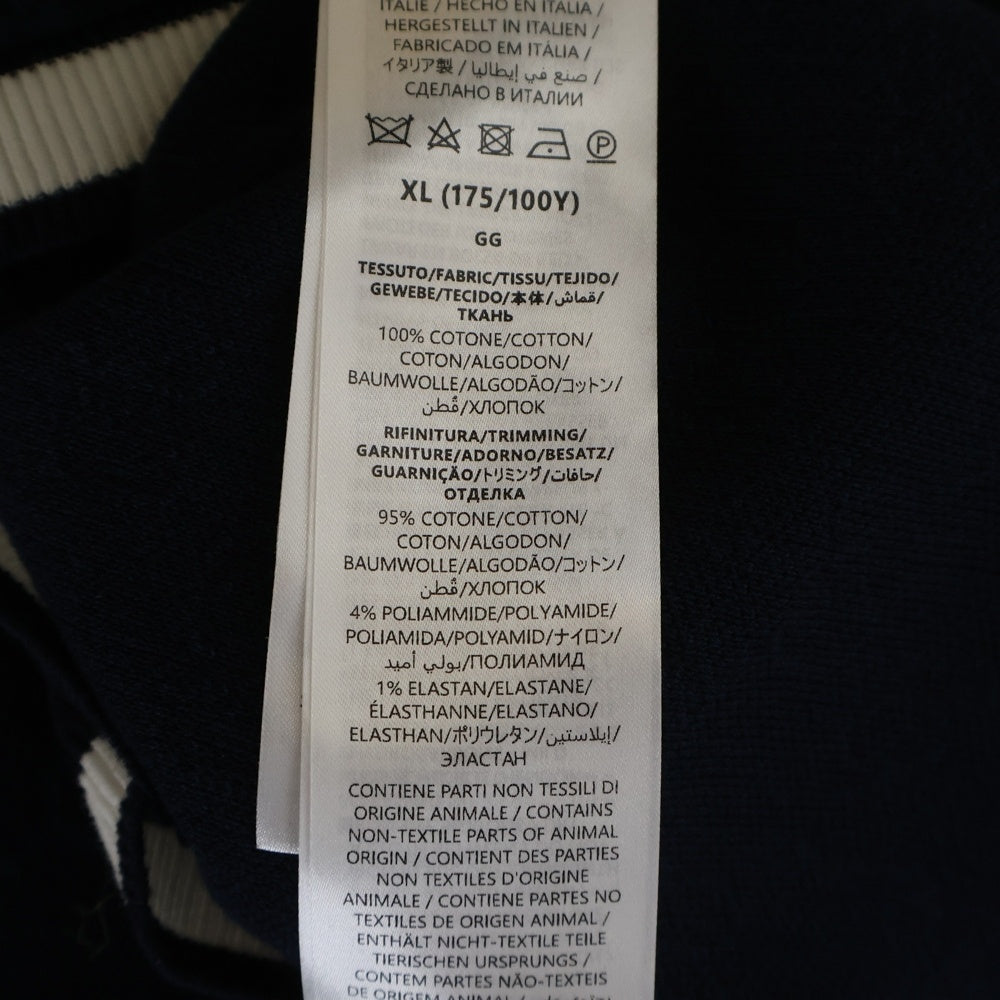 ITALIE / HECHO EN ITALIA /
HERGESTELLT IN ITALIEN /
FABRICADO EM ITÁLIA /
イタリア製 / صنع في إيطاليا /
СДЕЛАНО В ИТАЛИИ
P
XL (175/100Y)
GG
TESSUTO/FABRIC/TISSU/TEJIDO/
GEWEBE/TECIDO/本体/قماش/
ТКАНЬ
100% COTONE/COTTON/
COTON/ALGODON/
BAUMWOLLE/ALGODÃO/コットン/
قُطن/ХЛОПОК
RIFINITURA/TRIMMING/
GARNITURE/ADORNO/BESATZ/
GUARNIÇÃO/トリミング/حافات/
ОТДЕЛКА
95% COTONE/COTTON/
COTON/ALGODON/
BAUMWOLLE/ALGODÃO/コットン/
قُطن/ХЛОПОК
4% POLIAMMIDE/POLYAMIDE/
POLIAMIDA/POLYAMID/ナイロン/
بولي أميد/ПОЛИАМИД
1% ELASTAN/ELASTANE/
ÉLASTHANNE/ELASTANO/
ELASTHAN/ポリウレタン/إيلاستين/
ЭЛАСТАН
CONTIENE PARTI NON TESSILI DI
ORIGINE ANIMALE / CONTAINS
NON-TEXTILE PARTS OF ANIMAL
ORIGIN / CONTIENT DES PARTIES
NON TEXTILES D'ORIGINE
ANIMALE / CONTIENE PARTES NO
TEXTILES DE ORIGEN ANIMAL /
ENTHÄLT NICHT-TEXTILE TEILE
TIERISCHEN URSPRUNGS /
CONTEM PARTES NÃO-TEXTEIS
DE ORIGEM ANIMAL /